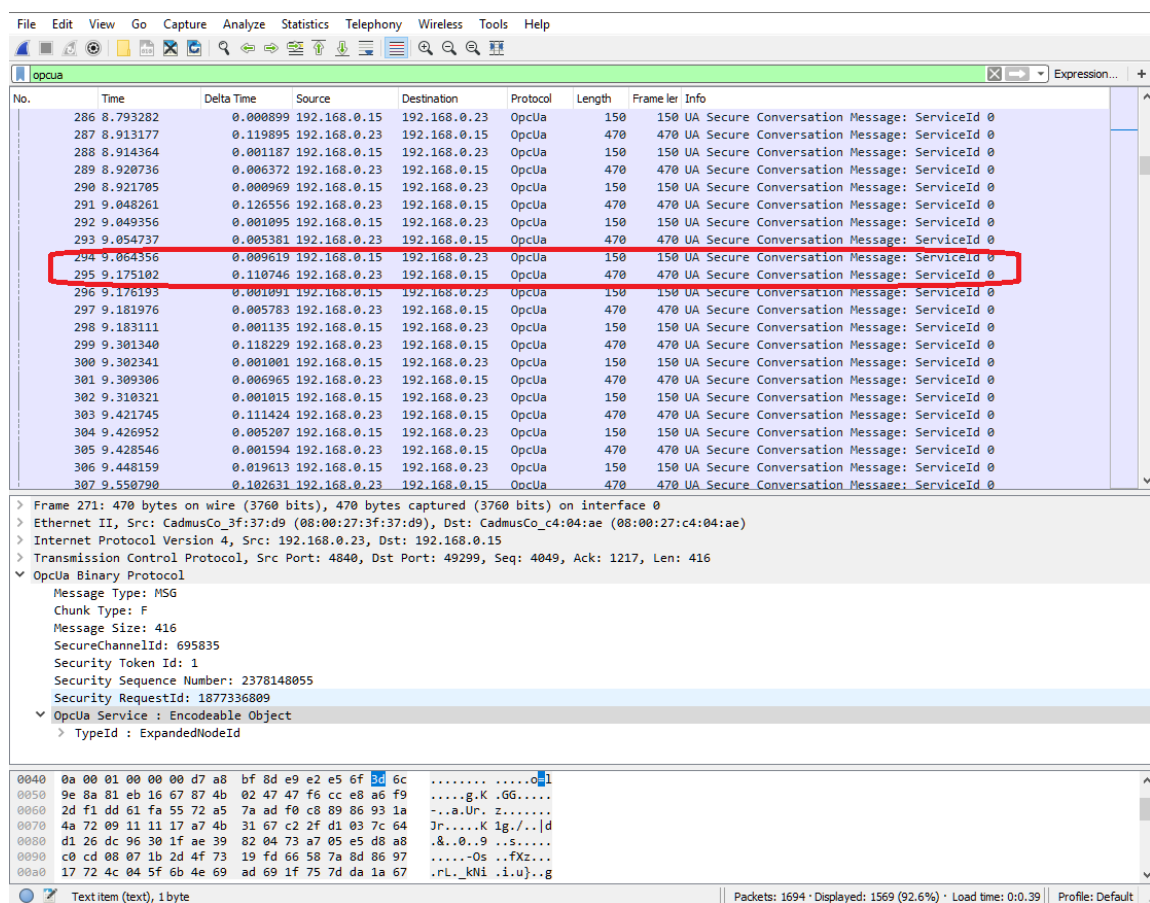 File Edit View Go Capture Analyze Statistics Telephony Wireless Tools Help
opcua Expression... +
No. Time Delta Time Source Destination Protocol Length Frame ler Info
286 8.793282 0.000899 192.168.0.15 192.168.0.23 OpcUa 150 150 UA Secure Conversation Message: ServiceId 0
287 8.913177 0.119895 192.168.0.23 192.168.0.15 OpcUa 470 470 UA Secure Conversation Message: ServiceId 0
288 8.914364 0.001187 192.168.0.15 192.168.0.23 OpcUa 150 150 UA Secure Conversation Message: ServiceId 0
289 8.920736 0.006372 192.168.0.23 192.168.0.15 OpcUa 470 470 UA Secure Conversation Message: ServiceId 0
290 8.921705 0.000969 192.168.0.15 192.168.0.23 OpcUa 150 150 UA Secure Conversation Message: ServiceId 0
291 9.048261 0.126556 192.168.0.23 192.168.0.15 OpcUa 470 470 UA Secure Conversation Message: ServiceId 0
292 9.049356 0.001095 192.168.0.15 192.168.0.23 OpcUa 150 150 UA Secure Conversation Message: ServiceId 0
293 9.054737 0.005381 192.168.0.23 192.168.0.15 OpcUa 470 470 UA Secure Conversation Message: ServiceId 0
294 9.064356 0.009619 192.168.0.15 192.168.0.23 OpcUa 150 150 UA Secure Conversation Message: ServiceId 0
295 9.175102 0.110746 192.168.0.23 192.168.0.15 OpcUa 470 470 UA Secure Conversation Message: ServiceId 0
296 9.176193 0.001091 192.168.0.15 192.168.0.23 OpcUa 150 150 UA Secure Conversation Message: ServiceId 0
297 9.181976 0.005783 192.168.0.23 192.168.0.15 OpcUa 470 470 UA Secure Conversation Message: ServiceId 0
298 9.183111 0.001135 192.168.0.15 192.168.0.23 OpcUa 150 150 UA Secure Conversation Message: ServiceId 0
299 9.301340 0.118229 192.168.0.23 192.168.0.15 OpcUa 470 470 UA Secure Conversation Message: ServiceId 0
300 9.302341 0.001001 192.168.0.15 192.168.0.23 OpcUa 150 150 UA Secure Conversation Message: ServiceId 0
301 9.309306 0.006965 192.168.0.23 192.168.0.15 OpcUa 470 470 UA Secure Conversation Message: ServiceId 0
302 9.310321 0.001015 192.168.0.15 192.168.0.23 OpcUa 150 150 UA Secure Conversation Message: ServiceId 0
303 9.421745 0.111424 192.168.0.23 192.168.0.15 OpcUa 470 470 UA Secure Conversation Message: ServiceId 0
304 9.426952 0.005207 192.168.0.15 192.168.0.23 OpcUa 150 150 UA Secure Conversation Message: ServiceId 0
305 9.428546 0.001594 192.168.0.23 192.168.0.15 OpcUa 470 470 UA Secure Conversation Message: ServiceId 0
306 9.448159 0.019613 192.168.0.15 192.168.0.23 OpcUa 150 150 UA Secure Conversation Message: ServiceId 0
307 9.550790 0.102631 192.168.0.23 192.168.0.15 OpcUa 470 470 UA Secure Conversation Message: ServiceId 0
> Frame 271: 470 bytes on wire (3760 bits), 470 bytes captured (3760 bits) on interface 0
> Ethernet II, Src: CadmusCo_3f:37:d9 (08:00:27:3f:37:d9), Dst: CadmusCo_c4:04:ae (08:00:27:c4:04:ae)
> Internet Protocol Version 4, Src: 192.168.0.23, Dst: 192.168.0.15
> Transmission Control Protocol, Src Port: 4840, Dst Port: 49299, Seq: 4049, Ack: 1217, Len: 416
OpcUa Binary Protocol
Message Type: MSG
Chunk Type: F
Message Size: 416
SecureChannelId: 695835
Security Token Id: 1
Security Sequence Number: 2378148055
Security RequestId: 1877336809
OpcUa Service : Encodeable Object
> TypeId : ExpandedNodeId
0040 0a 00 01 00 00 00 d7 a8 bf 8d e9 e2 e5 6f 3d 6c ........ .....o=l
0050 9e 8a 81 eb 16 67 87 4b 02 47 47 f6 cc e8 a6 f9 .....g.K .GG.....
0060 2d f1 dd 61 fa 55 72 a5 7a ad f0 c8 89 86 93 1a -..a.Ur. z.......
0070 4a 72 09 11 11 17 a7 4b 31 67 c2 2f d1 03 7c 64 Jr.....K 1g./..|d
0080 d1 26 dc 96 30 1f ae 39 82 04 73 a7 05 e5 d8 a8 .&..0..9 ..s.....
0090 c0 cd 08 07 1b 2d 4f 73 19 fd 66 58 7a 8d 86 97 .....-Os ..fXz...
00a0 17 72 4c 04 5f 6b 4e 69 ad 69 1f 75 7d da 1a 67 .rL._kNi .i.u}..g
Text item (text), 1 byte Packets: 1694 · Displayed: 1569 (92.6%) · Load time: 0:0.39 Profile: Default